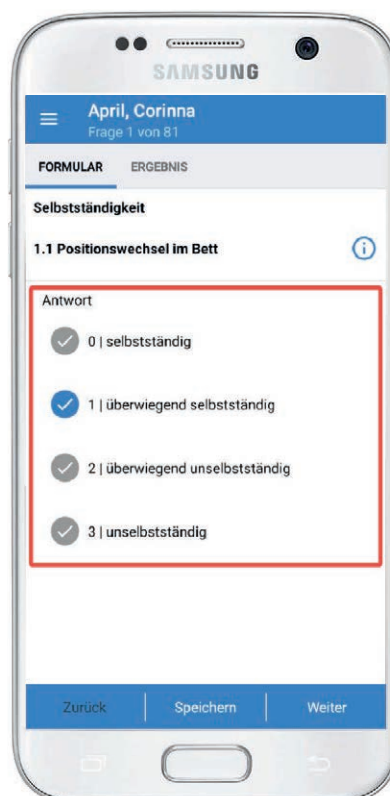 SAMSUNG
April, Corinna
Frage 1 von 81
FORMULAR ERGEBNIS
Selbstständigkeit
1.1 Positionswechsel im Bett
Antwort
0 | selbstständig
1 | überwiegend selbstständig
2 | überwiegend unselbstständig
3 | unselbstständig
Zurück Speichern Weiter